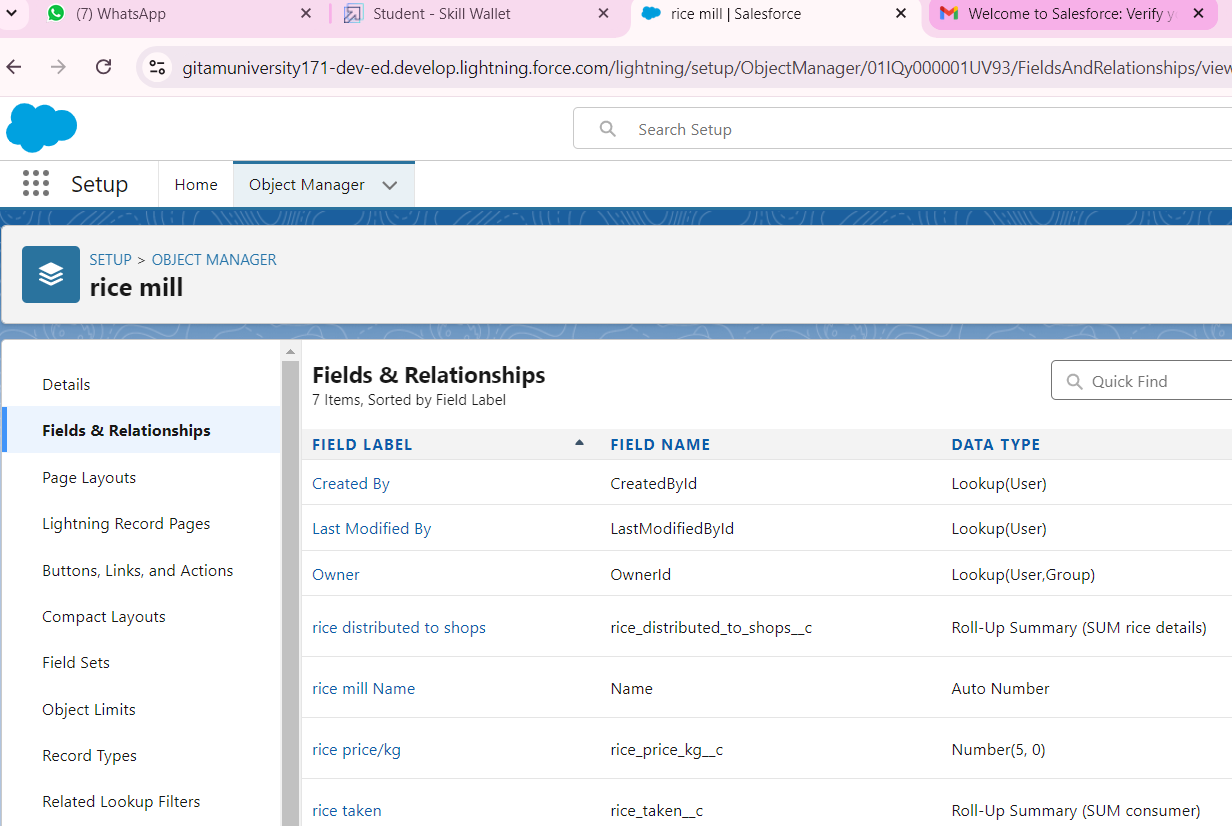 (7) WhatsApp
Student - Skill Wallet
rice mill | Salesforce
Welcome to Salesforce: Verify y
gitamuniversity171-dev-ed.develop.lightning.force.com/lightning/setup/ObjectManager/01IQy000001UV93/FieldsAndRelationships/view
Search Setup
Setup
Home
Object Manager
SETUP > OBJECT MANAGER
rice mill
Details
Fields & Relationships
Page Layouts
Lightning Record Pages
Buttons, Links, and Actions
Compact Layouts
Field Sets
Object Limits
Record Types
Related Lookup Filters
Fields & Relationships
7 Items, Sorted by Field Label
Quick Find
FIELD LABEL FIELD NAME DATA TYPE
Created By CreatedById Lookup(User)
Last Modified By LastModifiedById Lookup(User)
Owner OwnerId Lookup(User,Group)
rice distributed to shops rice_distributed_to_shops__c Roll-Up Summary (SUM rice details)
rice mill Name Name Auto Number
rice price/kg rice_price_kg__c Number(5, 0)
rice taken rice_taken__c Roll-Up Summary (SUM consumer)